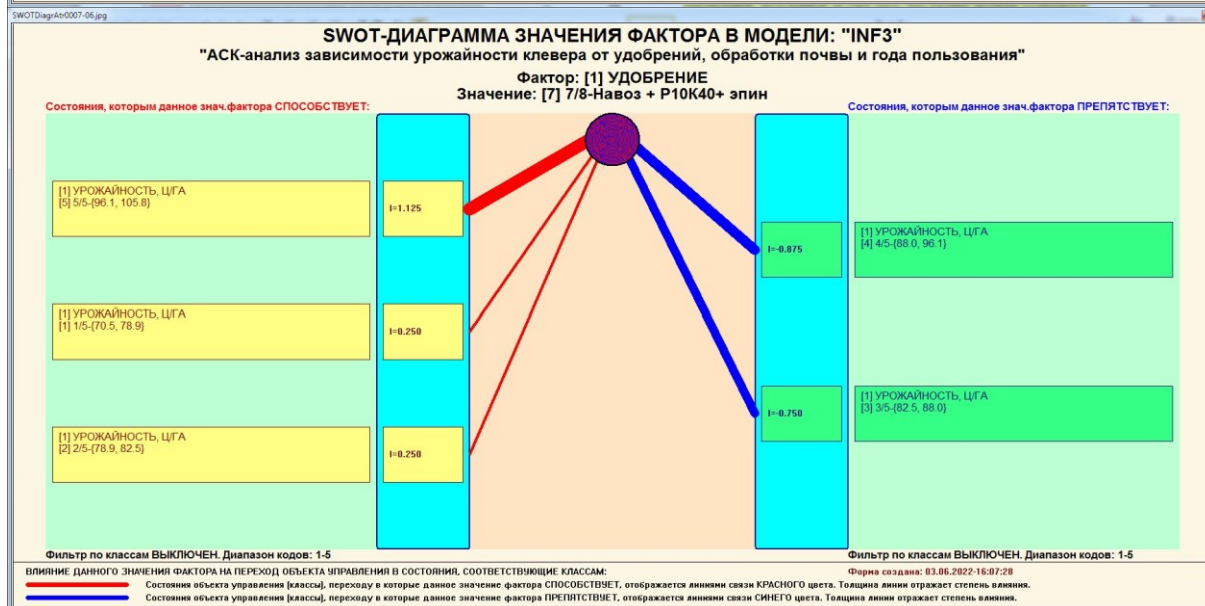 SWOTDiagrAtr0007-06.jpg
SWOT-ДИАГРАММА ЗНАЧЕНИЯ ФАКТОРА В МОДЕЛИ: "INF3"
"АСК-анализ зависимости урожайности клевера от удобрений, обработки почвы и года пользования"
Фактор: [1] УДОБРЕНИЕ
Значение: [7] 7/8-Навоз + Р10К40+ эпин
Состояния, которым данное знач.фактора СПОСОБСТВУЕТ:
Состояния, которым данное знач.фактора ПРЕПЯТСТВУЕТ:
[1] УРОЖАЙНОСТЬ, Ц/ГА
[5] 5/5-{96.1, 105.8}
I=1.125
[1] УРОЖАЙНОСТЬ, Ц/ГА
[1] 1/5-{70.5, 78.9}
I=0.250
[1] УРОЖАЙНОСТЬ, Ц/ГА
[2] 2/5-{78.9, 82.5}
I=0.250
I=-0.875
[1] УРОЖАЙНОСТЬ, Ц/ГА
[4] 4/5-{88.0, 96.1}
I=-0.750
[1] УРОЖАЙНОСТЬ, Ц/ГА
[3] 3/5-{82.5, 88.0}
Фильтр по классам ВЫКЛЮЧЕН. Диапазон кодов: 1-5
Фильтр по классам ВЫКЛЮЧЕН. Диапазон кодов: 1-5
ВЛИЯНИЕ ДАННОГО ЗНАЧЕНИЯ ФАКТОРА НА ПЕРЕХОД ОБЪЕКТА УПРАВЛЕНИЯ В СОСТОЯНИЯ, СООТВЕТСТВУЮЩИЕ КЛАССАМ:
Форма создана: 03.06.2022-16:07:28
Состояния объекта управления [классы], переходу в которые данное значение фактора СПОСОБСТВУЕТ, отображается линиями связи КРАСНОГО цвета. Толщина линии отражает степень влияния.
Состояния объекта управления [классы], переходу в которые данное значение фактора ПРЕПЯТСТВУЕТ, отображается линиями связи СИНЕГО цвета. Толщина линии отражает степень влияния.